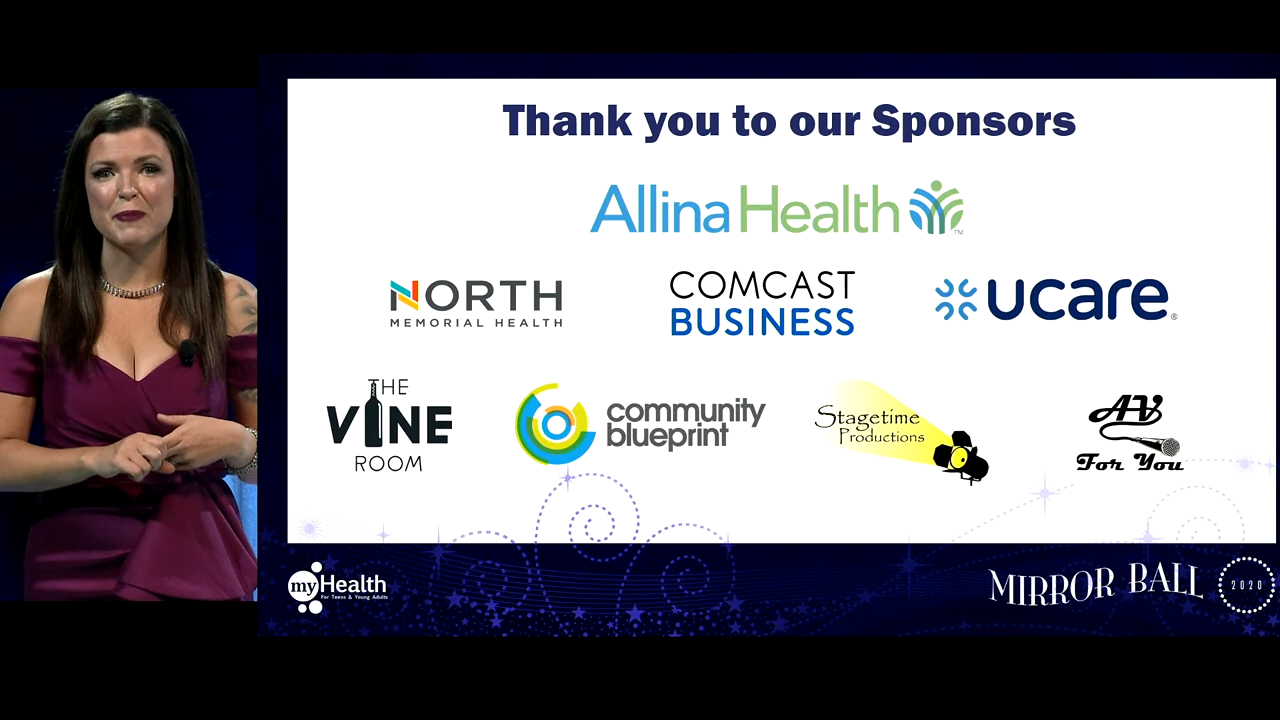 Thank you to our Sponsors
Allina Health
TM
NORTH
MEMORIAL HEALTH
COMCAST
BUSINESS
ucare®
THE
VINE
ROOM
community
blueprint
Stagetime
Productions
AV
For You
myHealth
For Teens & Young Adults
MIRROR BALL
2020